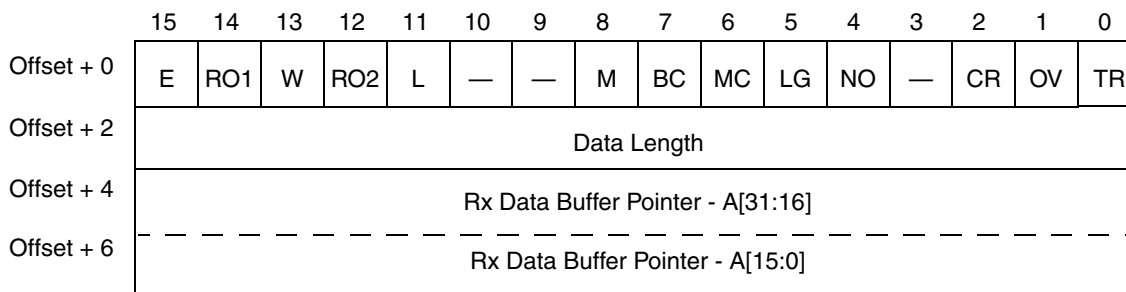 15 14 13 12 11 10 9 8 7 6 5 4 3 2 1 0
Offset + 0 E RO1 W RO2 L — — M BC MC LG NO — CR OV TR
Offset + 2 Data Length
Offset + 4 Rx Data Buffer Pointer - A[31:16]
Offset + 6 Rx Data Buffer Pointer - A[15:0]